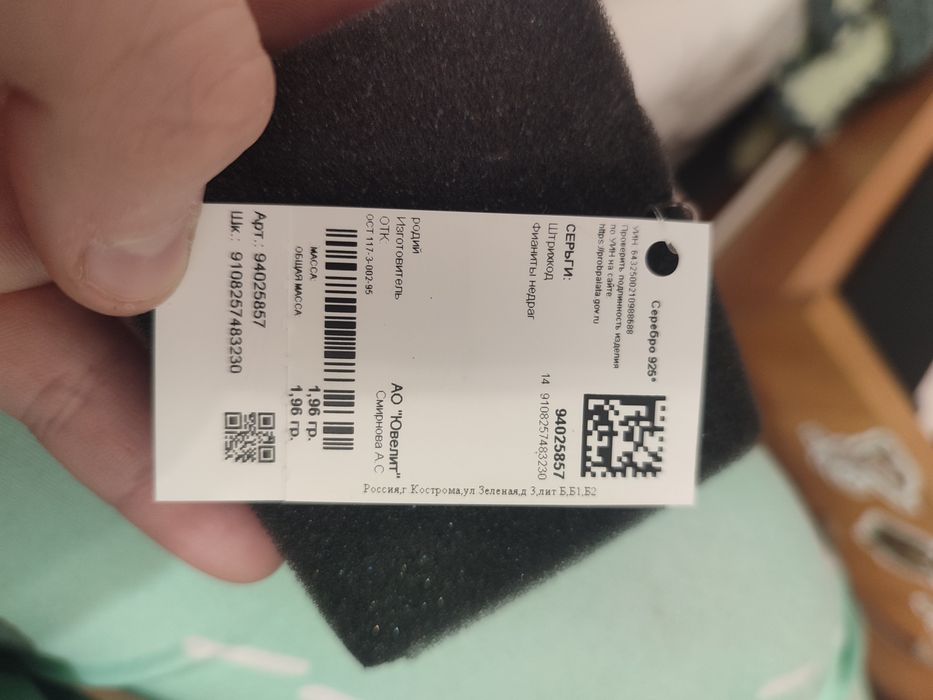 Серебро 925*
УИН: 6432500210988688
Проверить подлинность изделия
по УИН на сайте
https://probpalata.gov.ru
СЕРЬГИ: 94025857
Штрихкод 14 9108257483230
Фианиты недраг
родий
Изготовитель АО "Ювелит"
ОТК: Смирнова А С
ОСТ 117-3-002-95
МАССА: 1,96 гр.
ОБЩАЯ МАССА 1,96 гр.
Россия,г Кострома,ул Зеленая,д 3,лит Б,Б1,Б2
Арт.: 94025857
Шк.: 9108257483230